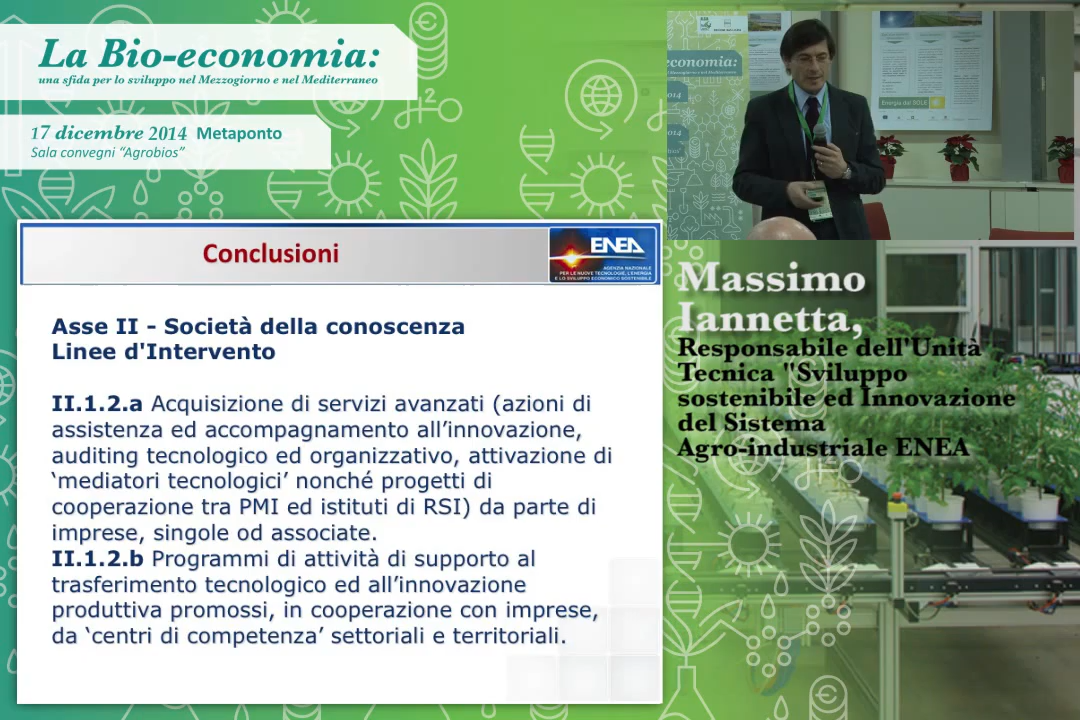 La Bio-economia:
una sfida per lo sviluppo nel Mezzogiorno e nel Mediterraneo
17 dicembre 2014 Metaponto
Sala convegni “Agrobios”
Conclusioni
ENEA
AGENZIA NAZIONALE
PER LE NUOVE TECNOLOGIE, L'ENERGIA
E LO SVILUPPO ECONOMICO SOSTENIBILE
Asse II - Società della conoscenza
Linee d'Intervento
II.1.2.a Acquisizione di servizi avanzati (azioni di
assistenza ed accompagnamento all’innovazione,
auditing tecnologico ed organizzativo, attivazione di
‘mediatori tecnologici’ nonché progetti di
cooperazione tra PMI ed istituti di RSI) da parte di
imprese, singole od associate.
II.1.2.b Programmi di attività di supporto al
trasferimento tecnologico ed all’innovazione
produttiva promossi, in cooperazione con imprese,
da ‘centri di competenza’ settoriali e territoriali.
conomia:
2014
Energia dal SOLE
Massimo
Iannetta,
Responsabile dell'Unità
Tecnica "Sviluppo
sostenibile ed Innovazione
del Sistema
Agro-industriale ENEA